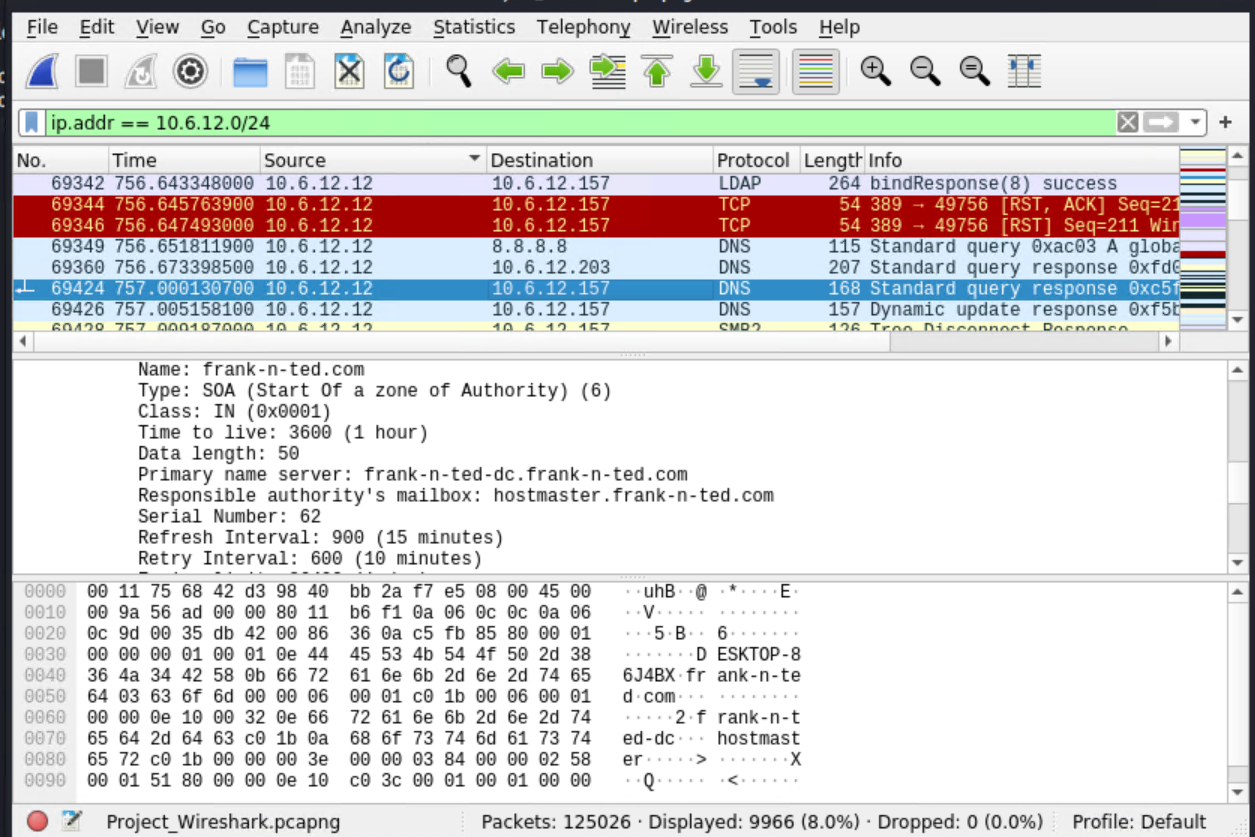 File Edit View Go Capture Analyze Statistics Telephony Wireless Tools Help
ip.addr == 10.6.12.0/24
No. Time Source Destination Protocol Length Info
69342 756.643348000 10.6.12.12 10.6.12.157 LDAP 264 bindResponse(8) success
69344 756.645763900 10.6.12.12 10.6.12.157 TCP 54 389 → 49756 [RST, ACK] Seq=21
69346 756.647493000 10.6.12.12 10.6.12.157 TCP 54 389 → 49756 [RST] Seq=211 Win
69349 756.651811900 10.6.12.12 8.8.8.8 DNS 115 Standard query 0xac03 A globa
69360 756.673398500 10.6.12.12 10.6.12.203 DNS 207 Standard query response 0xfd0
69424 757.000130700 10.6.12.12 10.6.12.157 DNS 168 Standard query response 0xc5f
69426 757.005158100 10.6.12.12 10.6.12.157 DNS 157 Dynamic update response 0xf5b
69428 757.009187000 10.6.12.12 10.6.12.157 SMB2 126 Tree Disconnect Response
Name: frank-n-ted.com
Type: SOA (Start Of a zone of Authority) (6)
Class: IN (0x0001)
Time to live: 3600 (1 hour)
Data length: 50
Primary name server: frank-n-ted-dc.frank-n-ted.com
Responsible authority's mailbox: hostmaster.frank-n-ted.com
Serial Number: 62
Refresh Interval: 900 (15 minutes)
Retry Interval: 600 (10 minutes)
0000 00 11 75 68 42 d3 98 40 bb 2a f7 e5 08 00 45 00 ··uhB··@ ·*····E·
0010 00 9a 56 ad 00 00 80 11 b6 f1 0a 06 0c 0c 0a 06 ··V····· ········
0020 0c 9d 00 35 db 42 00 86 36 0a c5 fb 85 80 00 01 ···5·B·· 6·······
0030 00 00 00 01 00 01 0e 44 45 53 4b 54 4f 50 2d 38 ·······D ESKTOP-8
0040 36 4a 34 42 58 0b 66 72 61 6e 6b 2d 6e 2d 74 65 6J4BX·fr ank-n-te
0050 64 03 63 6f 6d 00 00 06 00 01 c0 1b 00 06 00 01 d·com··· ········
0060 00 00 0e 10 00 32 0e 66 72 61 6e 6b 2d 6e 2d 74 ·····2·f rank-n-t
0070 65 64 2d 64 63 c0 1b 0a 68 6f 73 74 6d 61 73 74 ed-dc··· hostmast
0080 65 72 c0 1b 00 00 00 3e 00 00 03 84 00 00 02 58 er·····> ·······X
0090 00 01 51 80 00 00 0e 10 c0 3c 00 01 00 01 00 00 ··Q····· ·<······
Project_Wireshark.pcapng Packets: 125026 · Displayed: 9966 (8.0%) · Dropped: 0 (0.0%) Profile: Default